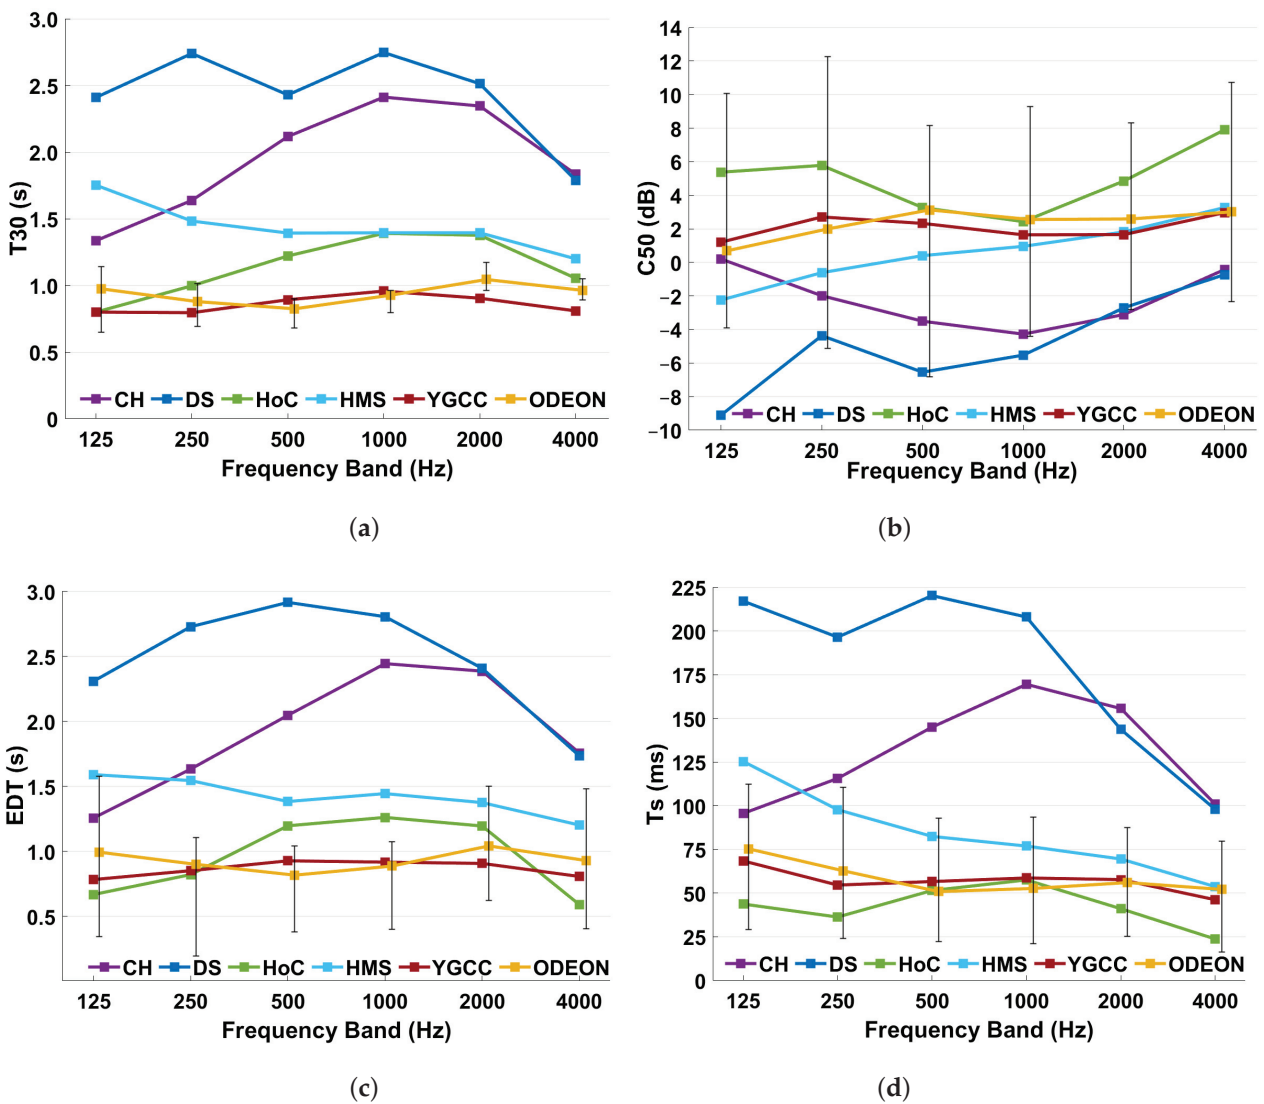 3.0
2.5
2.0
1.5
1.0
0.5
0
T30 (s)
CH DS HoC HMS YGCC ODEON
125 250 500 1000 2000 4000
Frequency Band (Hz)
(a)
14
12
10
8
6
4
2
0
−2
−4
−6
−8
−10
C50 (dB)
CH DS HoC HMS YGCC ODEON
125 250 500 1000 2000 4000
Frequency Band (Hz)
(b)
3.0
2.5
2.0
1.5
1.0
0.5
EDT (s)
CH DS HoC HMS YGCC ODEON
125 250 500 1000 2000 4000
Frequency Band (Hz)
(c)
225
200
175
150
125
100
75
50
25
0
Ts (ms)
CH DS HoC HMS YGCC ODEON
125 250 500 1000 2000 4000
Frequency Band (Hz)
(d)